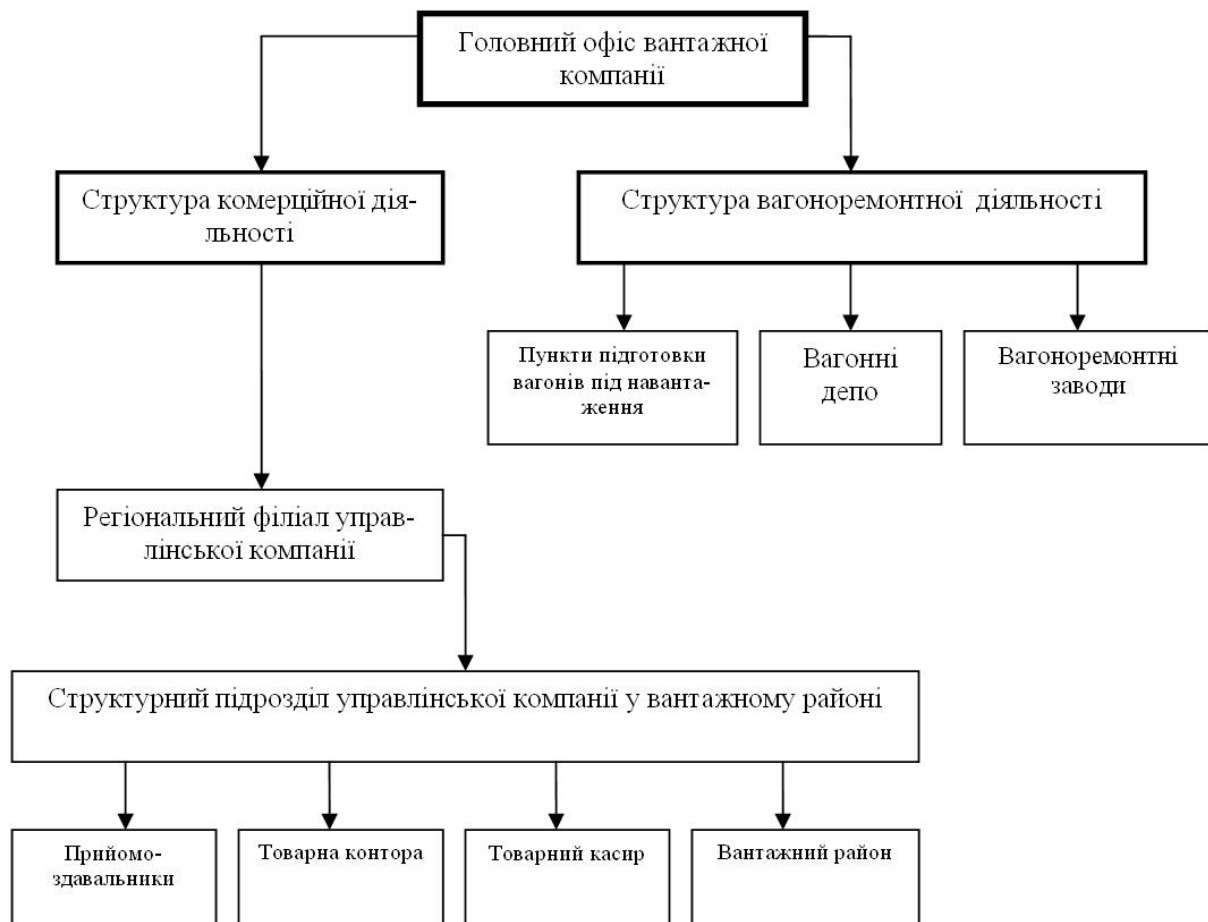 Головний офіс вантажної
компанії
Структура комерційної дія-
льності
Структура вагоноремонтної діяльності
Пункти підготовки
вагонів під наванта-
ження
Вагонні
депо
Вагоноремонтні
заводи
Регіональний філіал управ-
лінської компанії
Структурний підрозділ управлінської компанії у вантажному районі
Прийомо-
здавальники
Товарна контора
Товарний касир
Вантажний район